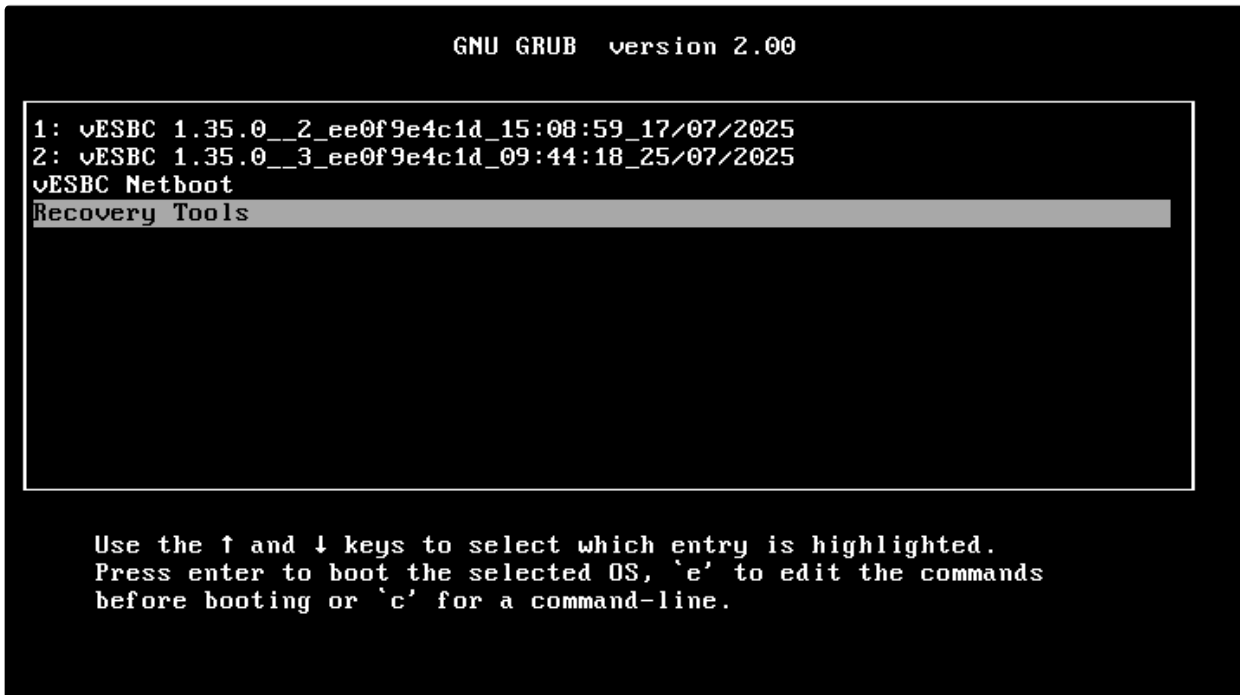 GNU GRUB  version 2.00
1: vESBC 1.35.0__2_ee0f9e4c1d_15:08:59_17/07/2025
2: vESBC 1.35.0__3_ee0f9e4c1d_09:44:18_25/07/2025
vESBC Netboot
Recovery Tools
Use the ↑ and ↓ keys to select which entry is highlighted.
Press enter to boot the selected OS, `e' to edit the commands
before booting or `c' for a command-line.